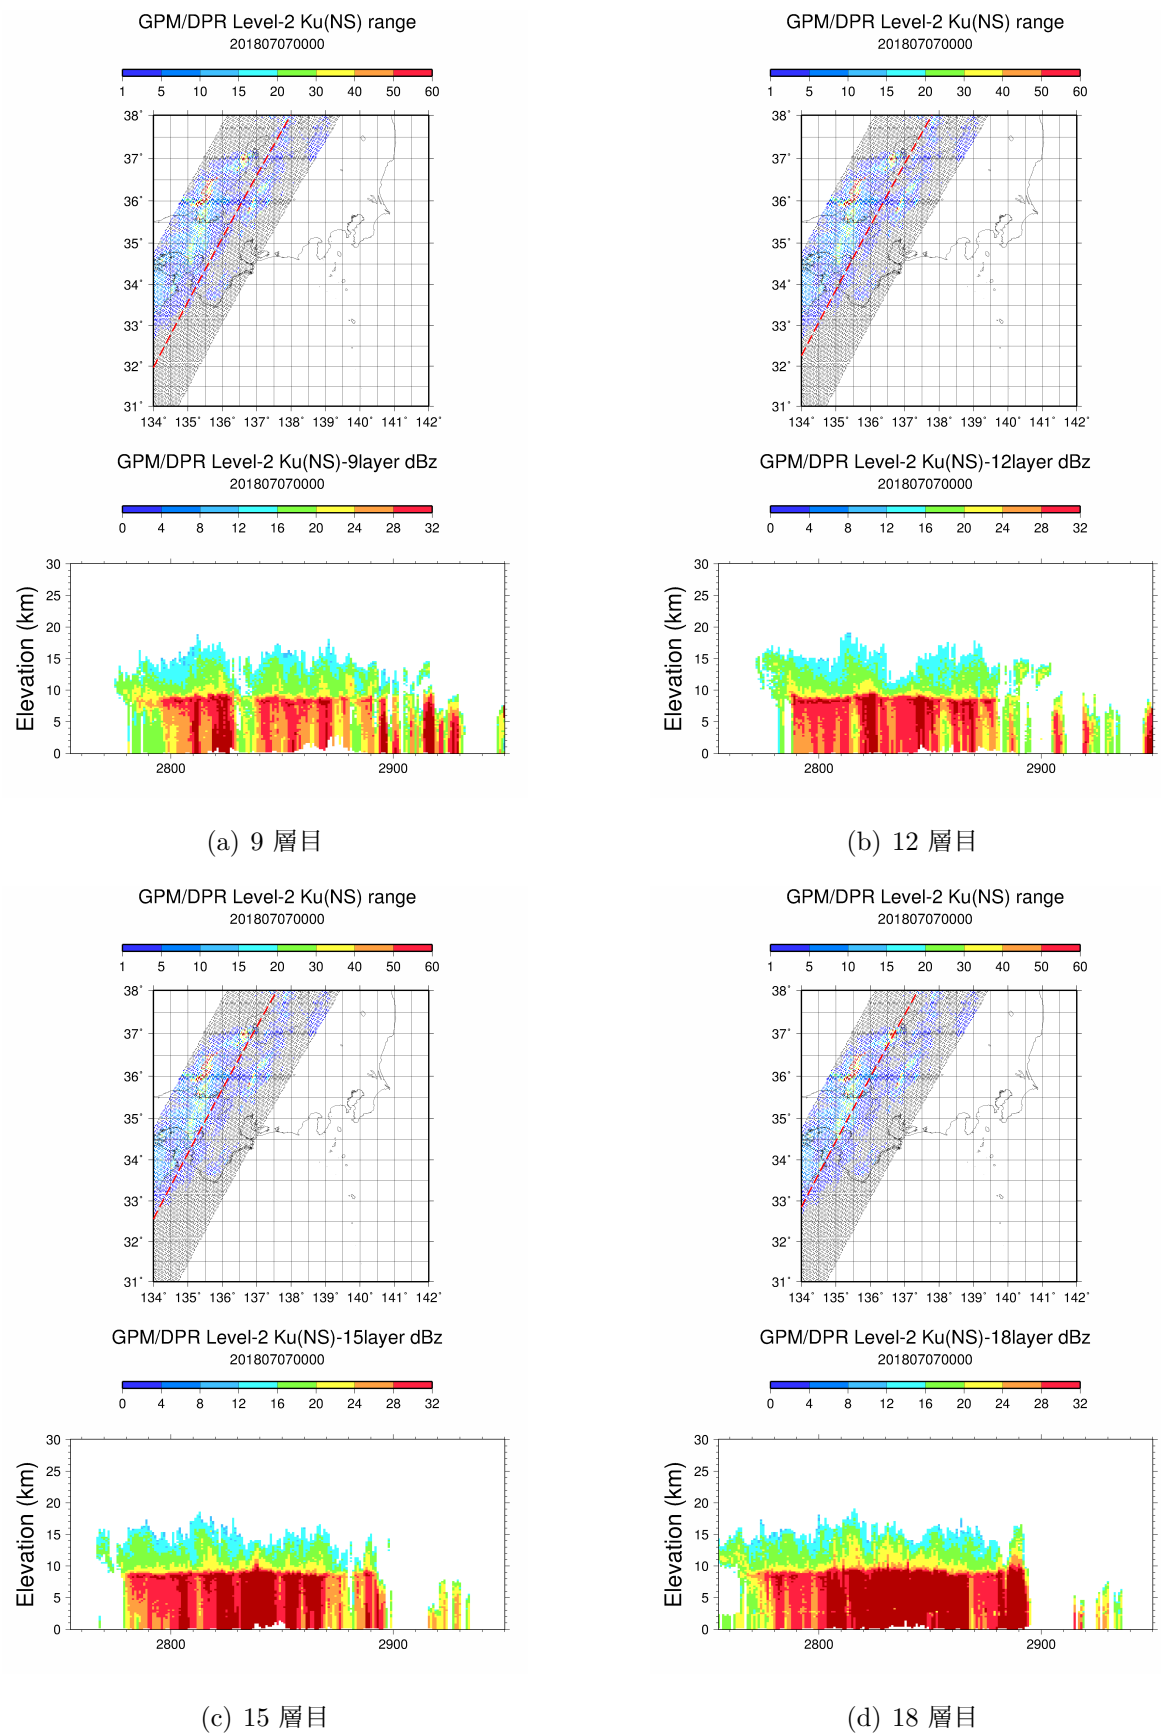 GPM/DPR Level-2 Ku(NS) range
201807070000
1 5 10 15 20 30 40 50 60
38°
37°
36°
35°
34°
33°
32°
31°
134° 135° 136° 137° 138° 139° 140° 141° 142°
GPM/DPR Level-2 Ku(NS)-9layer dBz
201807070000
0 4 8 12 16 20 24 28 32
Elevation (km)
30
25
20
15
10
5
0
2800 2900
(a) 9 層目
GPM/DPR Level-2 Ku(NS) range
201807070000
1 5 10 15 20 30 40 50 60
38°
37°
36°
35°
34°
33°
32°
31°
134° 135° 136° 137° 138° 139° 140° 141° 142°
GPM/DPR Level-2 Ku(NS)-12layer dBz
201807070000
0 4 8 12 16 20 24 28 32
Elevation (km)
30
25
20
15
10
5
0
2800 2900
(b) 12 層目
GPM/DPR Level-2 Ku(NS) range
201807070000
1 5 10 15 20 30 40 50 60
38°
37°
36°
35°
34°
33°
32°
31°
134° 135° 136° 137° 138° 139° 140° 141° 142°
GPM/DPR Level-2 Ku(NS)-15layer dBz
201807070000
0 4 8 12 16 20 24 28 32
Elevation (km)
30
25
20
15
10
5
0
2800 2900
(c) 15 層目
GPM/DPR Level-2 Ku(NS) range
201807070000
1 5 10 15 20 30 40 50 60
38°
37°
36°
35°
34°
33°
32°
31°
134° 135° 136° 137° 138° 139° 140° 141° 142°
GPM/DPR Level-2 Ku(NS)-18layer dBz
201807070000
0 4 8 12 16 20 24 28 32
Elevation (km)
30
25
20
15
10
5
0
2800 2900
(d) 18 層目